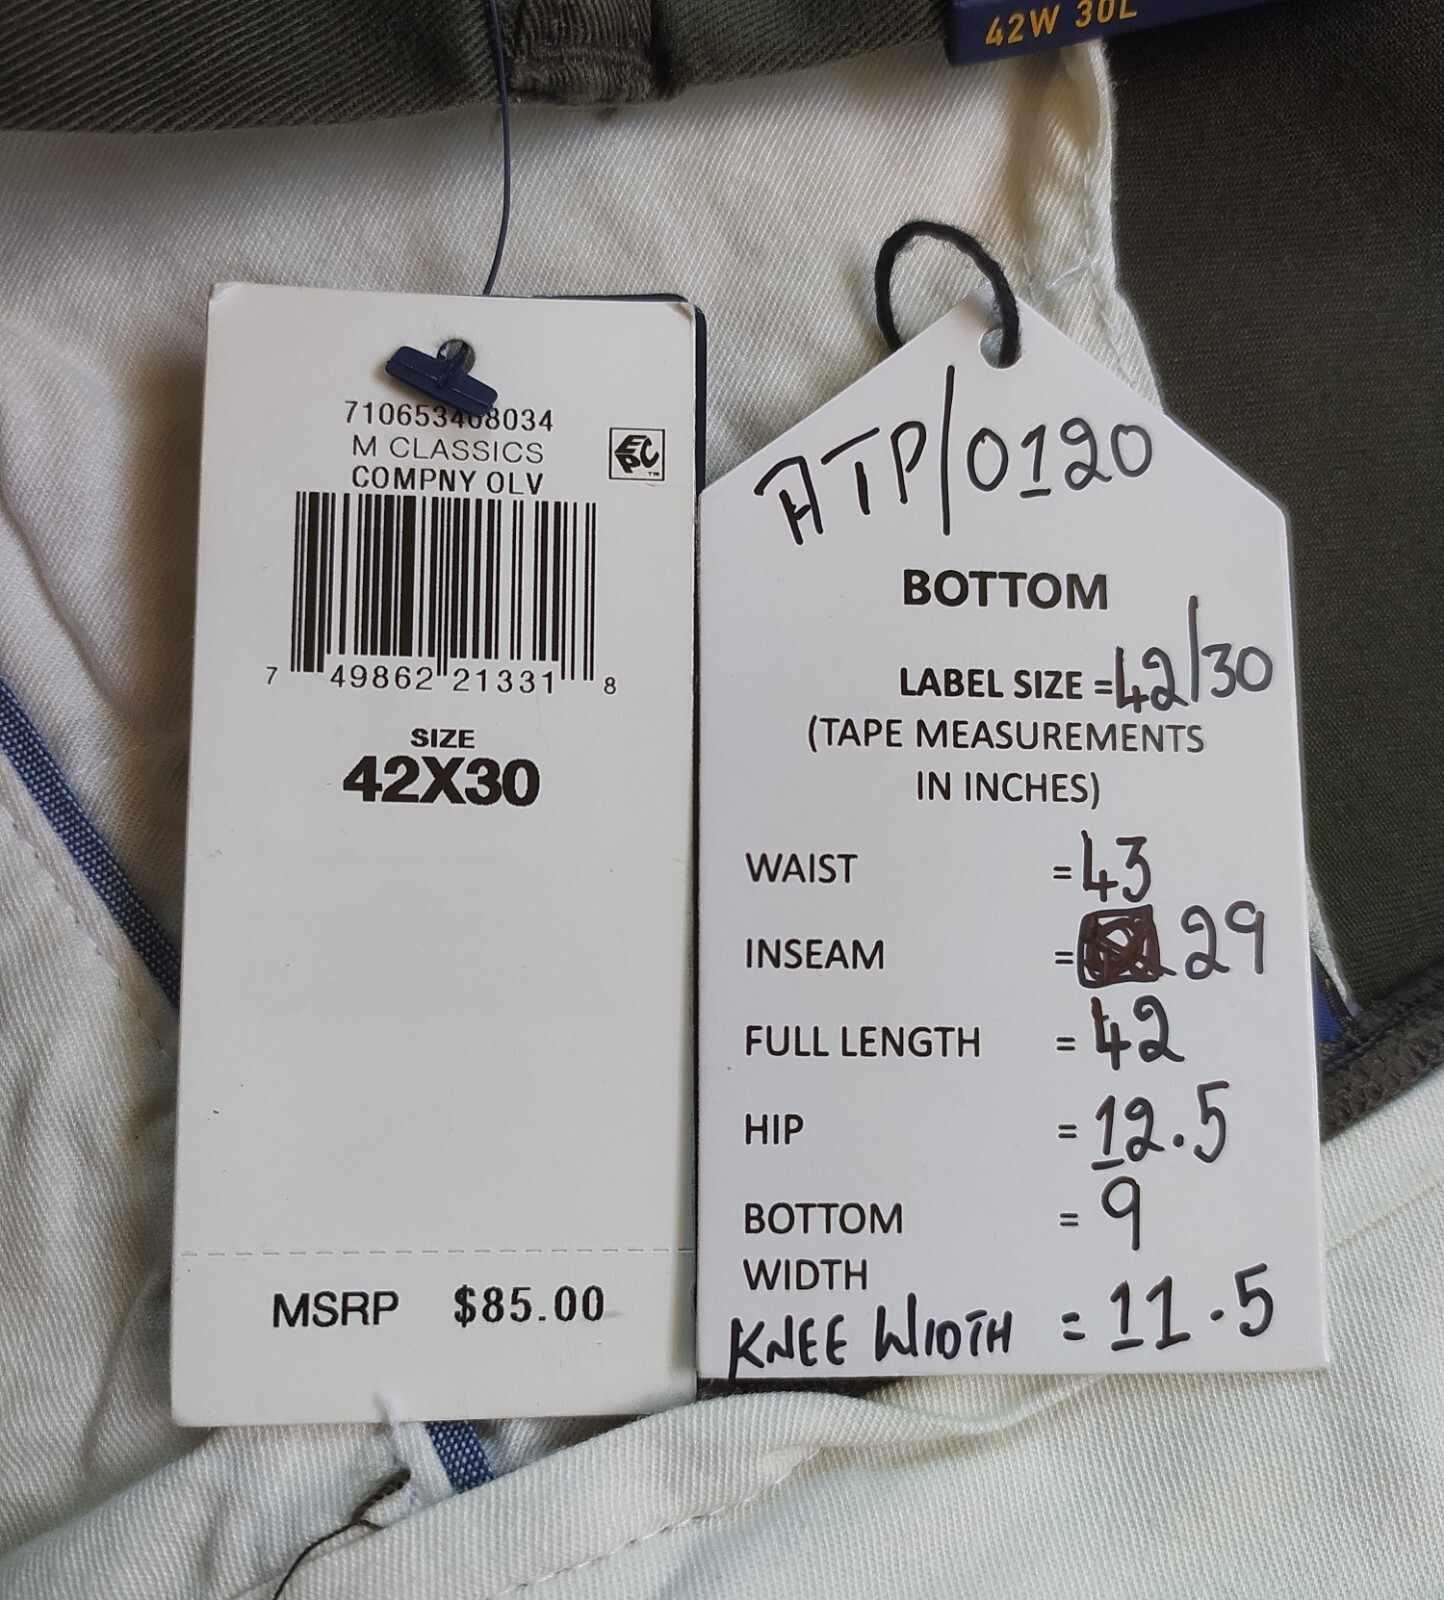 42W 30L
710653408034
M CLASSICS
COMPNY OLV
EPC
7 49862 21331 8
SIZE
42X30
MSRP $85.00
ATP/0120
BOTTOM
LABEL SIZE = 42/30
(TAPE MEASUREMENTS
IN INCHES)
WAIST = 43
INSEAM = 29
FULL LENGTH = 42
HIP = 12.5
BOTTOM = 9
WIDTH
KNEE WIDTH = 11.5